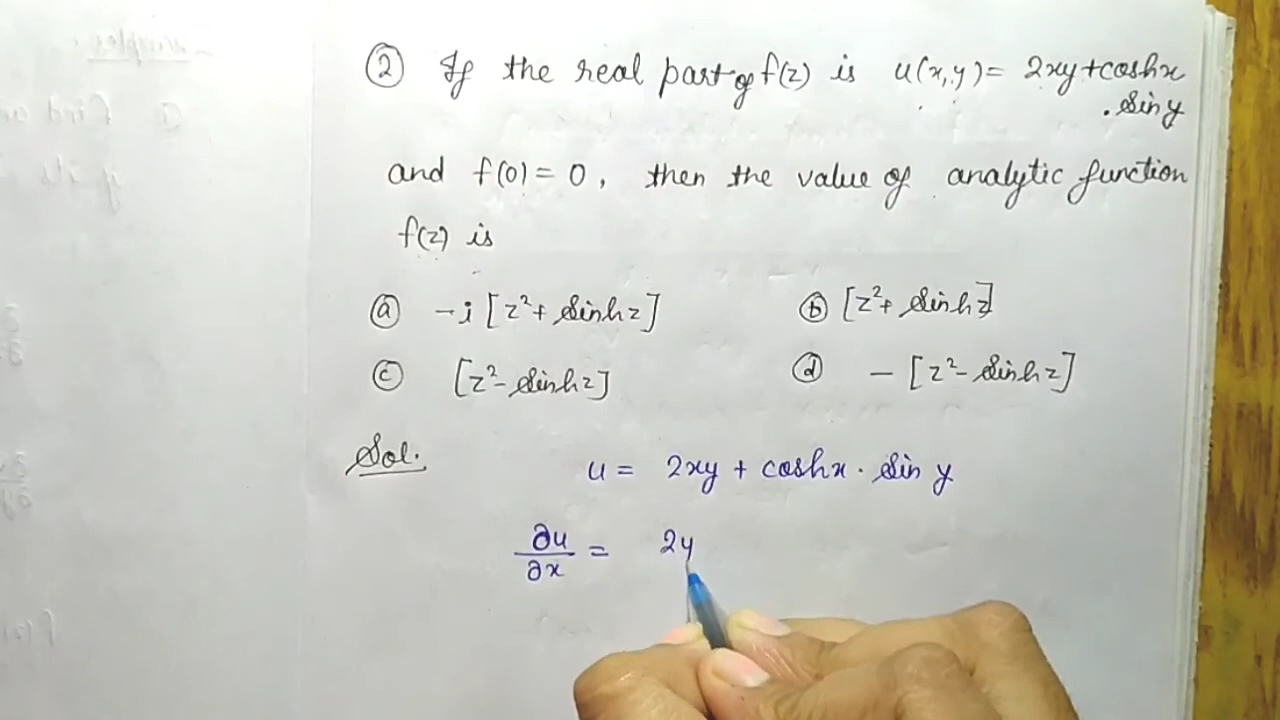 ② If the real part of f(z) is u(x,y) = 2xy + coshx
. Sin y
and f(0) = 0, then the value of analytic function
f(z) is
ⓐ -i [z² + Sinhz]
ⓑ [z² + Sinhz]
ⓒ [z² - Sinhz]
ⓓ - [z² - Sinhz]
Sol.
u = 2xy + coshx . Sin y
∂u/∂x = 2y